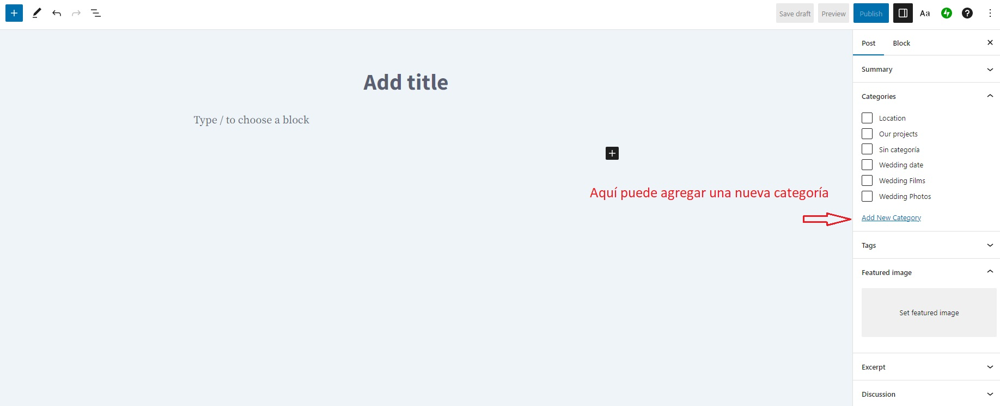 Save draft
Preview
Publish
Aa
Post
Block
Summary
Add title
Categories
Type / to choose a block
Location
Our projects
Sin categoría
Wedding date
Wedding Films
Aquí puede agregar una nueva categoría
Wedding Photos
Add New Category
Tags
Featured image
Set featured image
Excerpt
Discussion